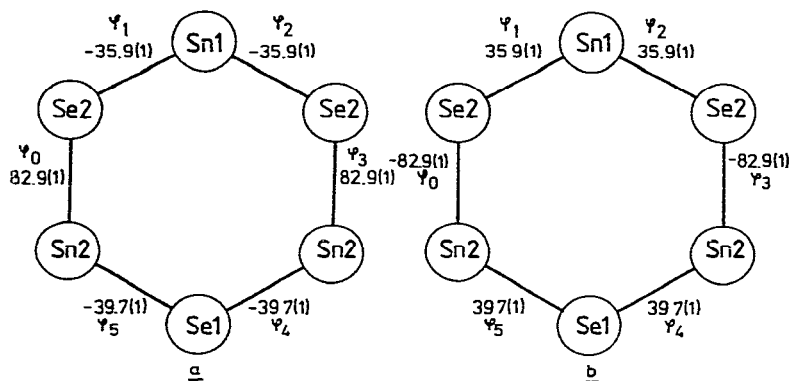 φ₁ φ₂ φ₁ φ₂
-35.9(1) Sn1 -35.9(1) 35 9(1) Sn1 35.9(1)
Se2 Se2 Se2 Se2
φ₀ φ₃ -82.9(1) -82.9(1)
82.9(1) 82.9(1) φ₀ φ₃
Sn2 Sn2 Sn2 Sn2
-39.7(1) -39 7(1) 39 7(1) 39 7(1)
φ₅ Se1 φ₄ φ₅ Se1 φ₄
a b